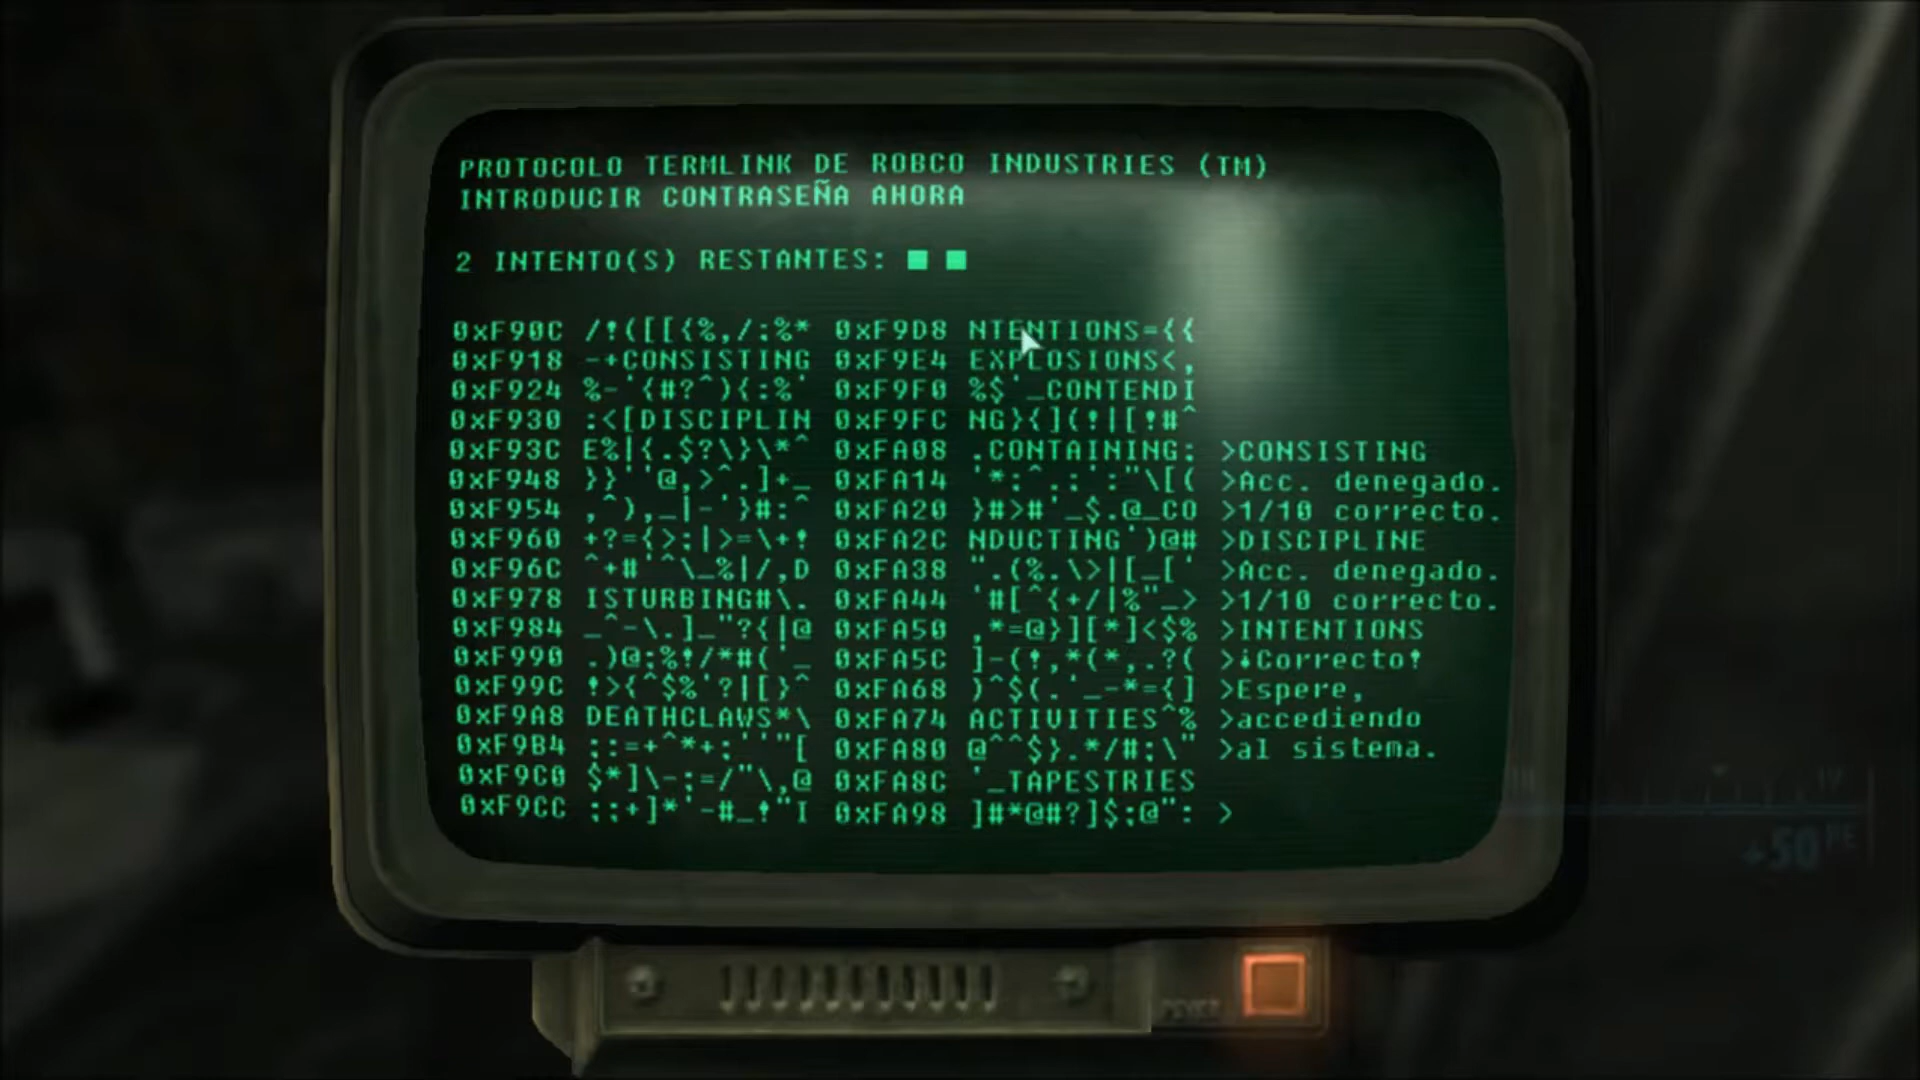 PROTOCOLO TERMLINK DE ROBCO INDUSTRIES (TM)
INTRODUCIR CONTRASEÑA AHORA
2 INTENTO(S) RESTANTES: ■ ■
0xF90C /!([[{%,/;%* 0xF9D8 NTENTIONS={{
0xF918 -+CONSISTING 0xF9E4 EXPLOSIONS<,
0xF924 %-'{#?^){:%' 0xF9F0 %$'_CONTENDI
0xF930 :<[DISCIPLIN 0xF9FC NG}{](!|[!#^
0xF93C E%|{.$?\}\*^ 0xFA08 .CONTAINING: >CONSISTING
0xF948 }}''@,>^.]+_ 0xFA14 '*;^.:':"\[( >Acc. denegado.
0xF954 ,^),_|-'}#:^ 0xFA20 }#>#'_$.@_CO >1/10 correcto.
0xF960 +?={>;|>=\+! 0xFA2C NDUCTING')@# >DISCIPLINE
0xF96C ^+#'^\_%|/,D 0xFA38 ".(%.\>|[_[' >Acc. denegado.
0xF978 ISTURBING#\. 0xFA44 '#[^{+/|%"_> >1/10 correcto.
0xF984 _^-\.]_"?{|@ 0xFA50 ,*=@}][*]<$% >INTENTIONS
0xF990 .)@;%!/*#('_ 0xFA5C ]-(!,*(*,.?( >¡Correcto!
0xF99C !>{^$%'?|[}^ 0xFA68 )^$(.'_-*={] >Espere,
0xF9A8 DEATHCLAWS*\ 0xFA74 ACTIVITIES^% >accediendo
0xF9B4 ;:=+^*+;''"[ 0xFA80 @^^$}.*/#;\" >al sistema.
0xF9C0 $*]\-;=/"\,@ 0xFA8C '_TAPESTRIES
0xF9CC ;;+]*'-#_!"I 0xFA98 ]#*@#?]$;@": >
POWER
+50